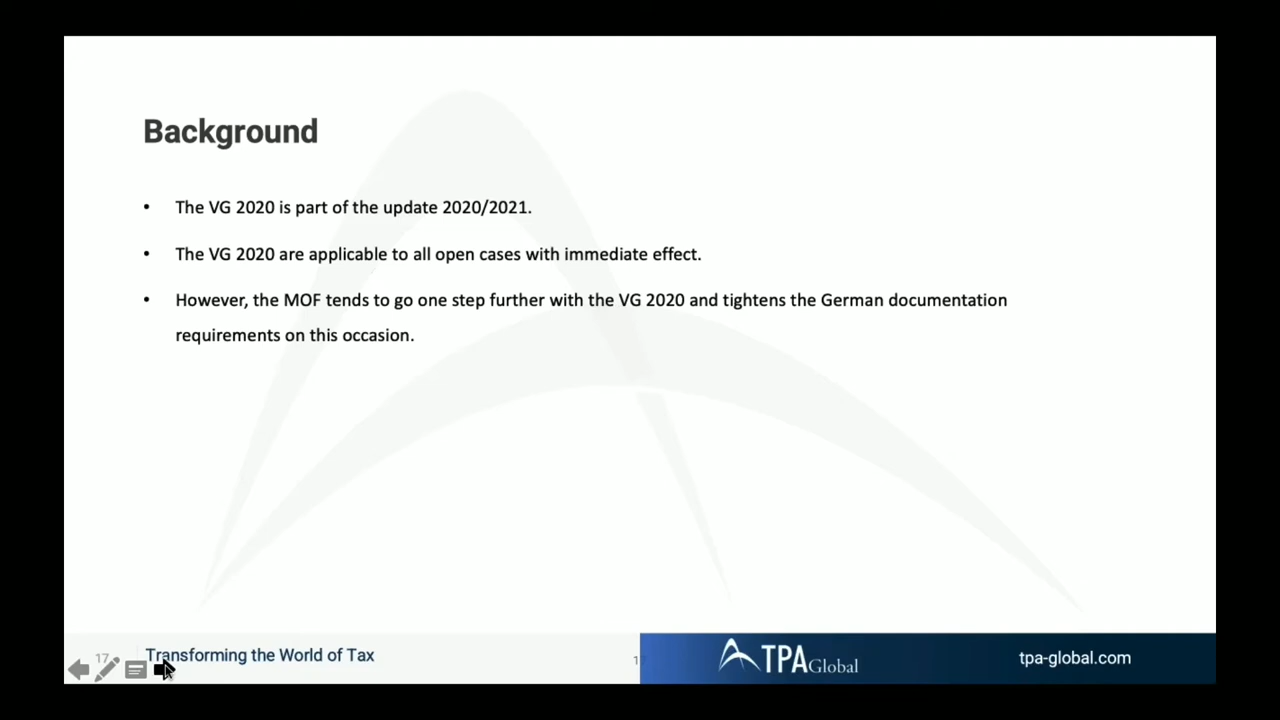 Background
• The VG 2020 is part of the update 2020/2021.
• The VG 2020 are applicable to all open cases with immediate effect.
• However, the MOF tends to go one step further with the VG 2020 and tightens the German documentation
requirements on this occasion.
17
Transforming the World of Tax
TPA Global
tpa-global.com